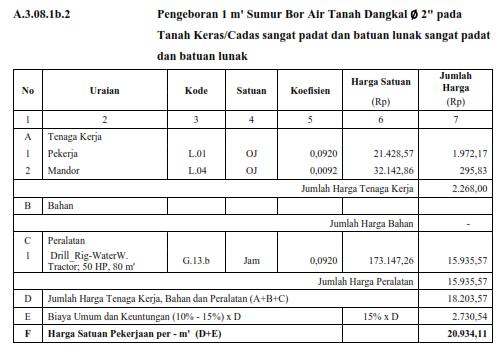 A.3.08.1b.2 Pengeboran 1 m' Sumur Bor Air Tanah Dangkal Ø 2" pada
Tanah Keras/Cadas sangat padat dan batuan lunak sangat padat
dan batuan lunak
No Uraian Kode Satuan Koefisien Harga Satuan (Rp) Jumlah Harga (Rp)
1 2 3 4 5 6 7
A Tenaga Kerja
1 Pekerja L.01 OJ 0,0920 21.428,57 1.972,17
2 Mandor L.04 OJ 0,0092 32.142,86 295,83
Jumlah Harga Tenaga Kerja 2.268,00
B Bahan
Jumlah Harga Bahan -
C Peralatan
1 Drill_Rig-WaterW. Tractor; 50 HP, 80 m' G.13.b Jam 0,0920 173.147,26 15.935,57
Jumlah Harga Peralatan 15.935,57
D Jumlah Harga Tenaga Kerja, Bahan dan Peralatan (A+B+C) 18.203,57
E Biaya Umum dan Keuntungan (10% - 15%) x D 15% x D 2.730,54
F Harga Satuan Pekerjaan per - m' (D+E) 20.934,11